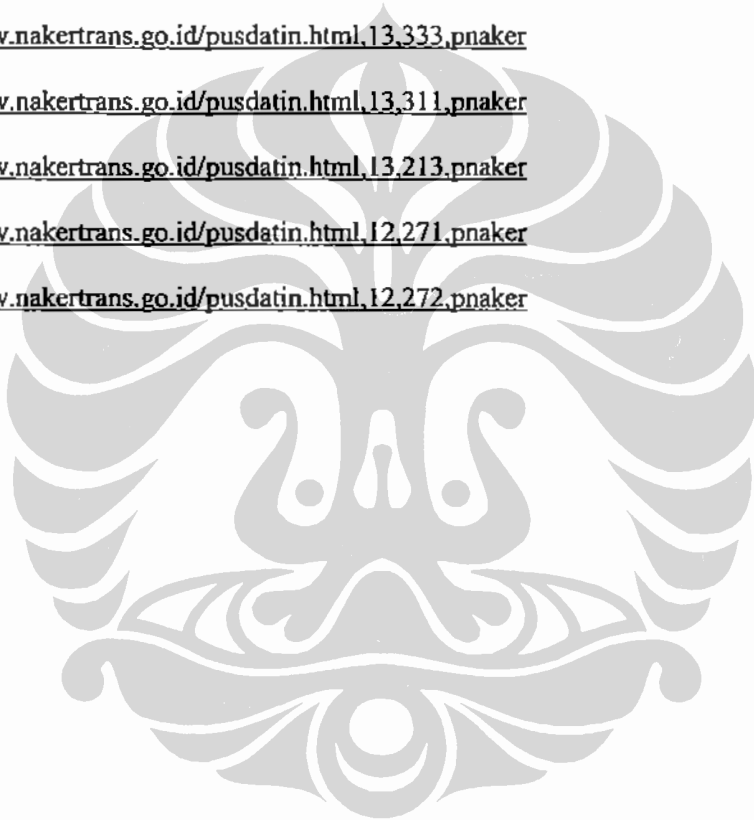 v.nakertrans.go.id/pusdatin.html,13,333,pnaker
v.nakertrans.go.id/pusdatin.html,13,311,pnaker
v.nakertrans.go.id/pusdatin.html,13,213,pnaker
v.nakertrans.go.id/pusdatin.html,12,271,pnaker
v.nakertrans.go.id/pusdatin.html,12,272,pnaker